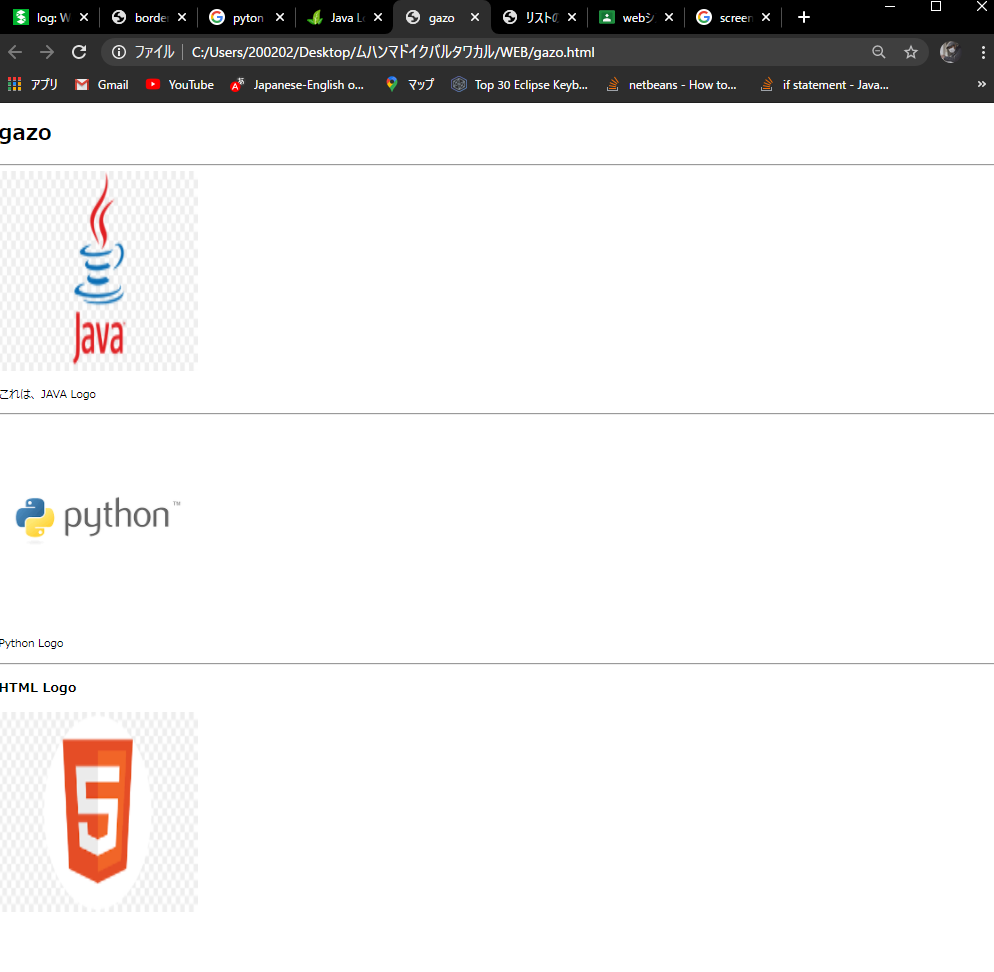 log: W
border
pyton
Java L
gazo
リストの
webシ
screen
ファイル
C:/Users/200202/Desktop/ムハンマドイクバルタワカル/WEB/gazo.html
アプリ
Gmail
YouTube
Japanese-English o...
マップ
Top 30 Eclipse Keyb...
netbeans - How to...
if statement - Java...
gazo
Java
これは、JAVA Logo
python™
Python Logo
HTML Logo
5